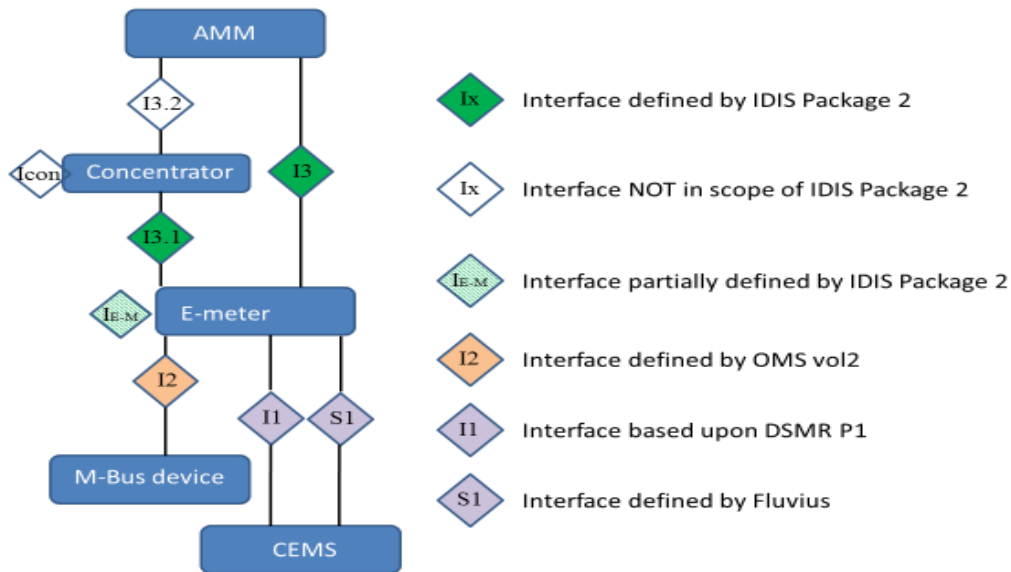 AMM
I3.2
Icon
Concentrator
I3
I3.1
IE-M
E-meter
I2
I1
S1
M-Bus device
CEMS
Ix Interface defined by IDIS Package 2
Ix Interface NOT in scope of IDIS Package 2
IE-M Interface partially defined by IDIS Package 2
I2 Interface defined by OMS vol2
I1 Interface based upon DSMR P1
S1 Interface defined by Fluvius